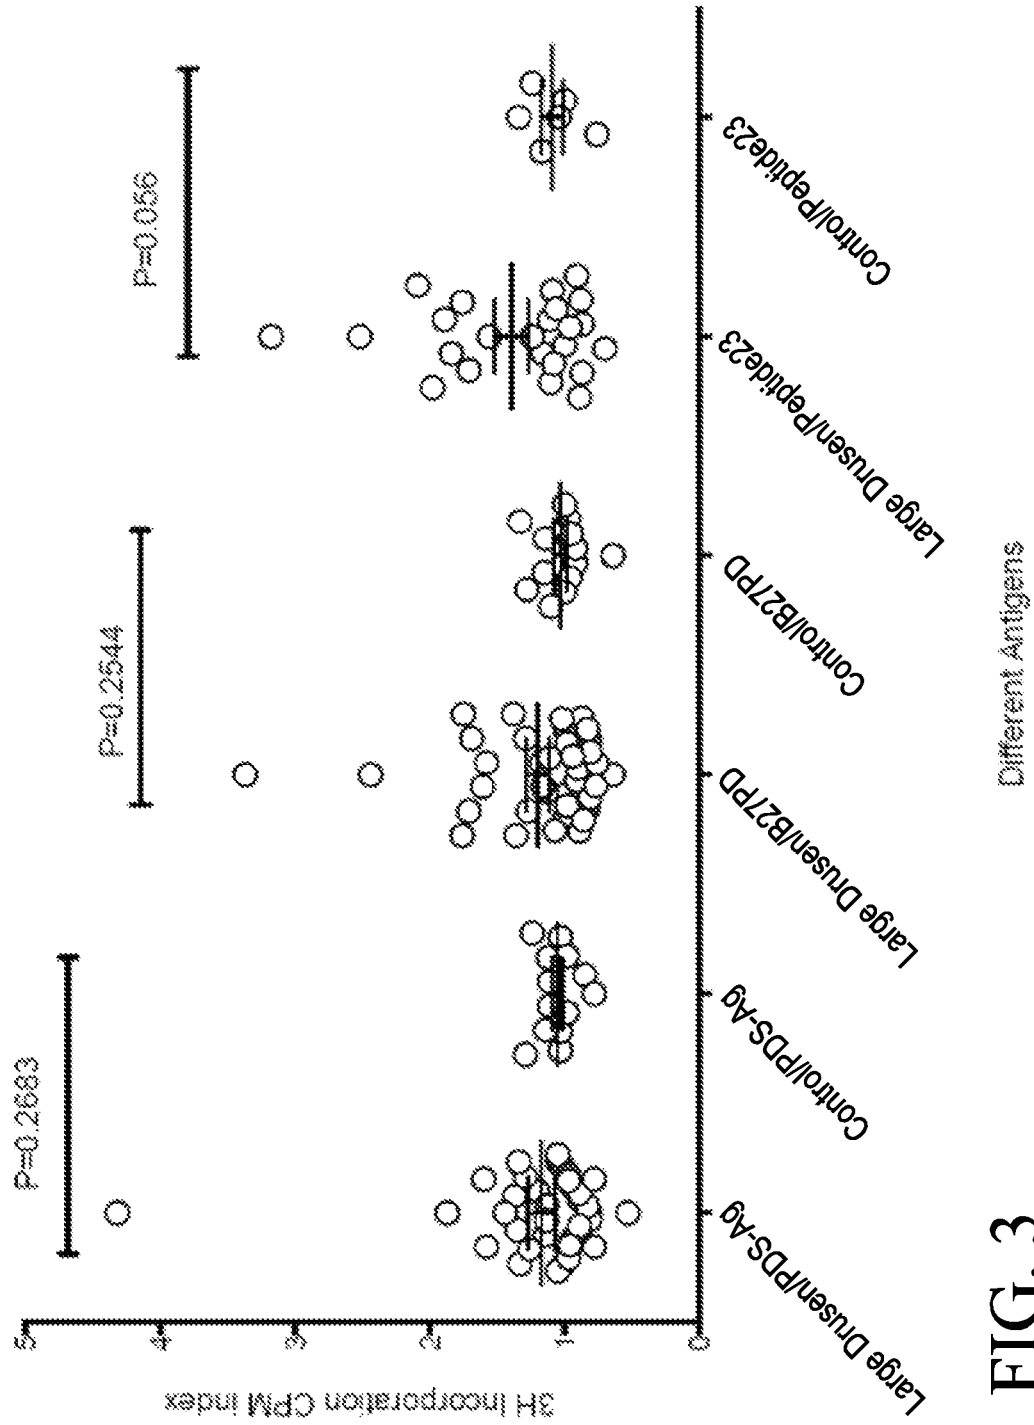 P=0.2683
P=0.2544
P=0.056
3H Incorporation CPM index
5
4
3
2
1
0
Large Drusen/PDS-Ag
Control/PDS-Ag
Large Drusen/B27PD
Control/B27PD
Large Drusen/Peptide23
Control/Peptide23
Different Antigens
FIG. 3